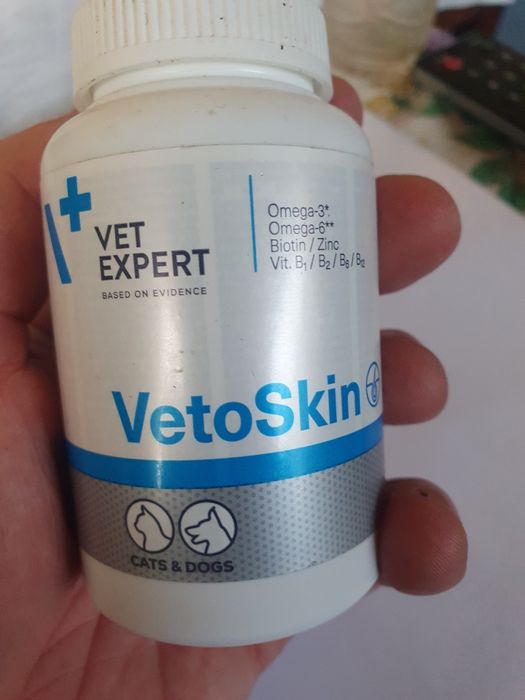 VET
EXPERT
BASED ON EVIDENCE
Omega-3*.
Omega-6**
Biotin / Zinc
Vit. B₁ / B₂ / B₆ / B₁₂
VetoSkin
CATS & DOGS